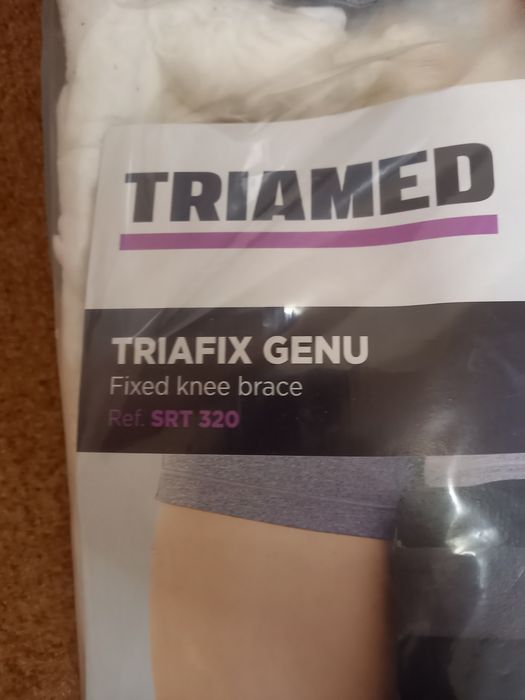 TRIAMED
TRIAFIX GENU
Fixed knee brace
Ref. SRT 320